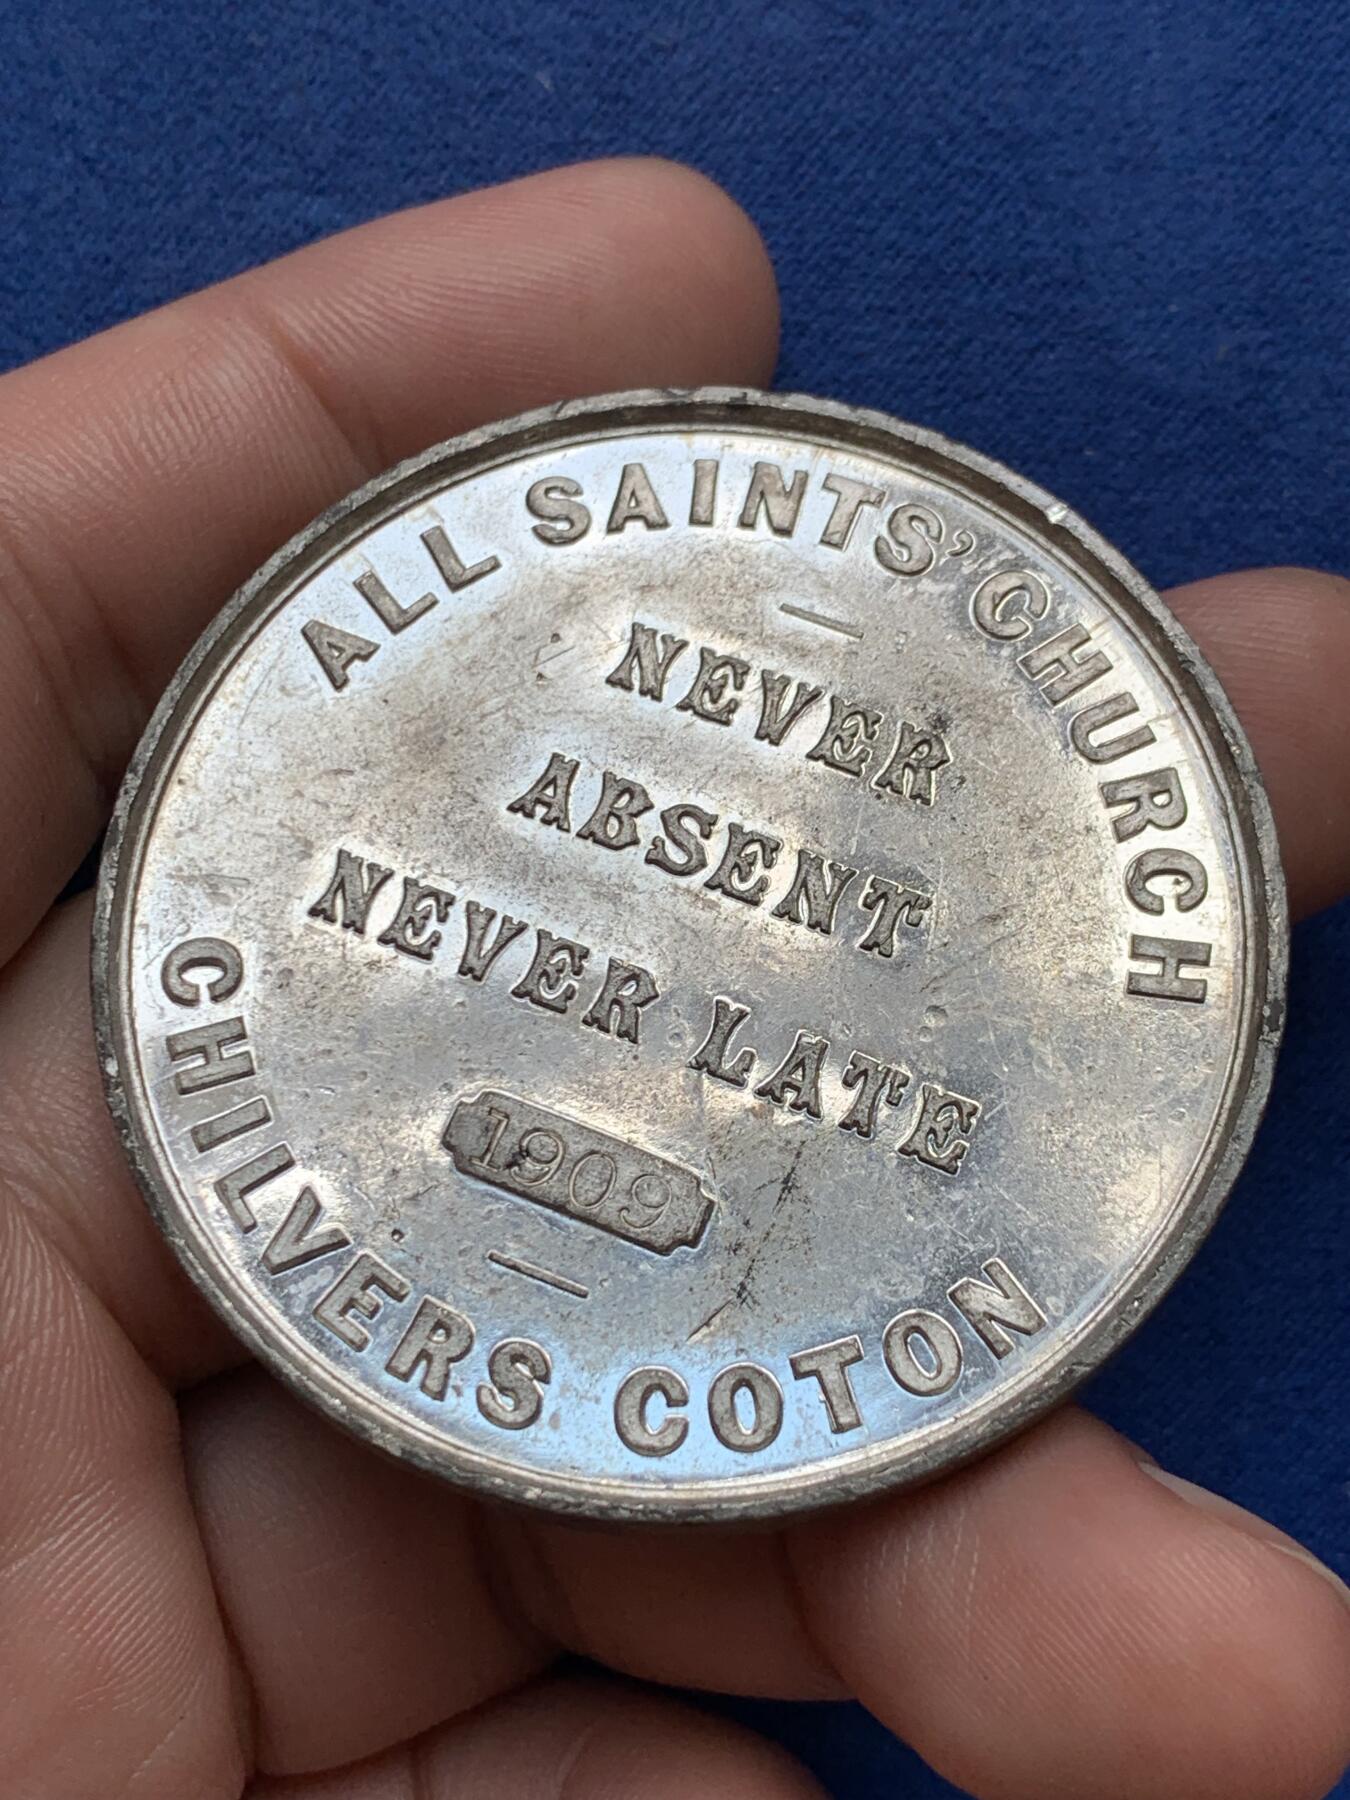 ALL SAINTS' CHURCH
NEVER
ABSENT
NEVER LATE
1909
CHILVERS COTON